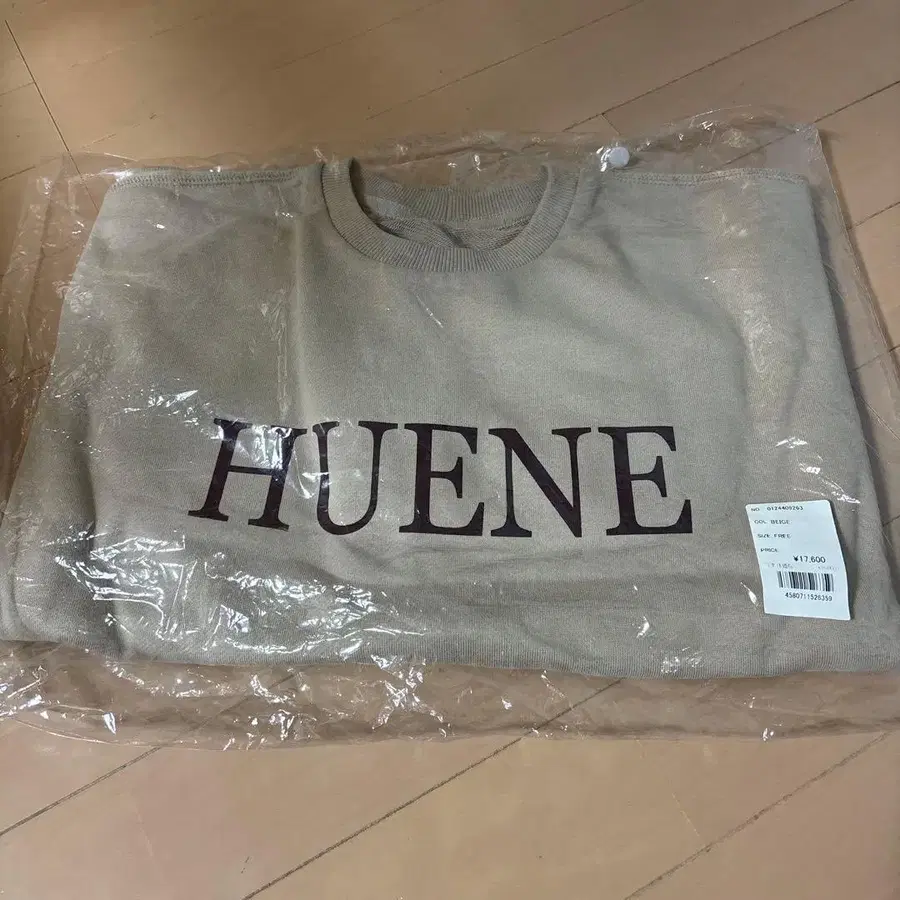 HUENE
NO. 0124400263
COL BEIGE
SIZE FREE
PRICE
¥17,600
4580711526359